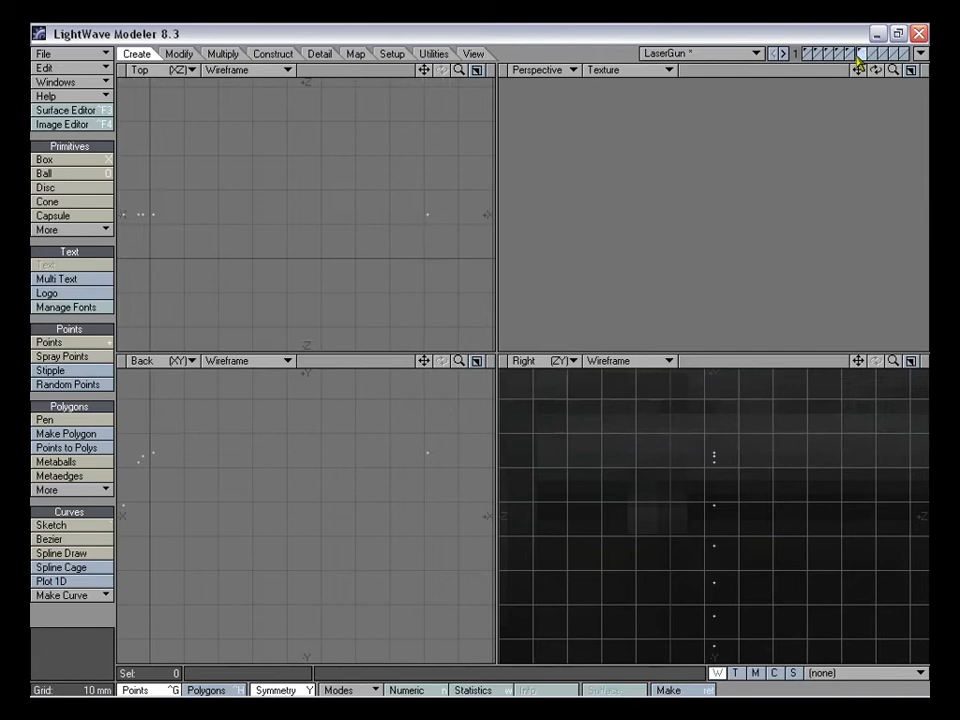 LightWave Modeler 8.3
File Create Modify Multiply Construct Detail Map Setup Utilities View LaserGun * 1
Edit Top (XZ) Wireframe Perspective Texture
Windows
Help
Surface Editor ^F3
Image Editor ^F4
Primitives
Box X
Ball O
Disc
Cone
Capsule
More
Text
Text
Multi Text
Logo
Manage Fonts
Points
Points +
Spray Points
Stipple
Random Points
Back (XY) Wireframe Right (ZY) Wireframe
Polygons
Pen
Make Polygon
Points to Polys
Metaballs
Metaedges
More
Curves
Sketch
Bezier
Spline Draw
Spline Cage
Plot 1D
Make Curve
Sel: 0 W T M C S (none)
Grid: 10 mm Points ^G Polygons ^H Symmetry Y Modes Numeric n Statistics w Info Surface Make ret